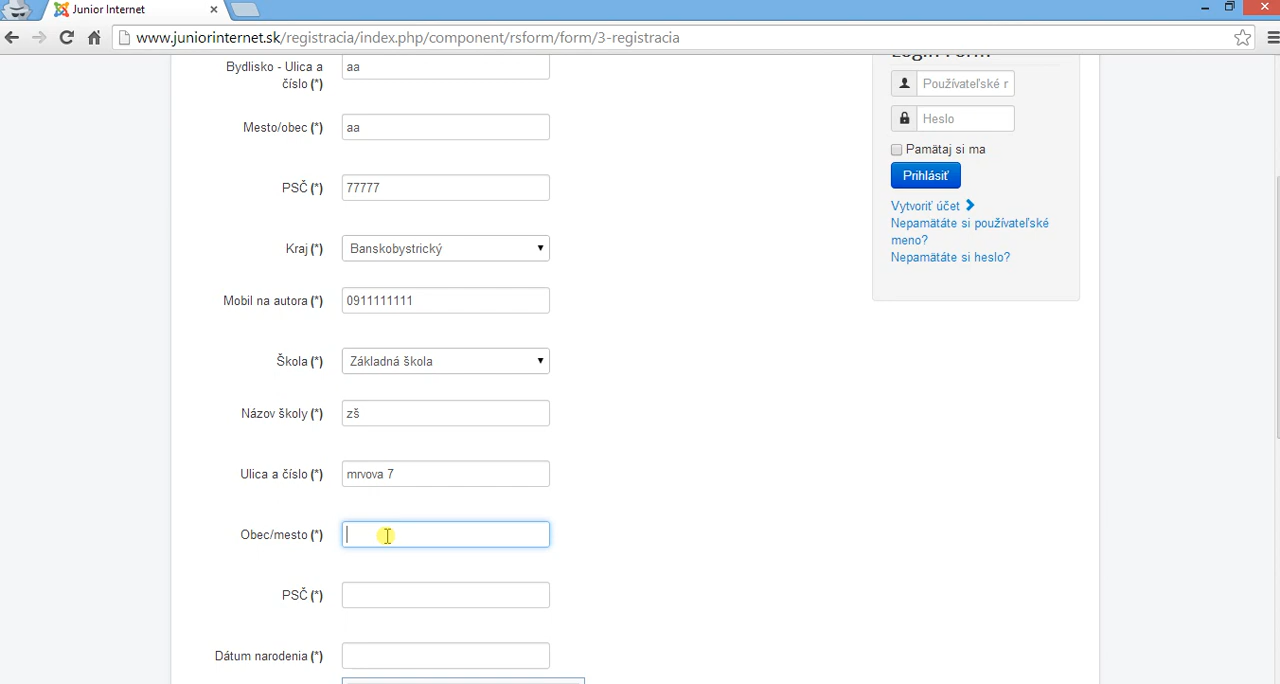 Junior Internet
www.juniorinternet.sk/registracia/index.php/component/rsform/form/3-registracia
Bydlisko - Ulica a
číslo (*)
aa
Mesto/obec (*)
aa
PSČ (*)
77777
Kraj (*)
Banskobystrický
Mobil na autora (*)
0911111111
Škola (*)
Základná škola
Názov školy (*)
zš
Ulica a číslo (*)
mrvova 7
Obec/mesto (*)
PSČ (*)
Dátum narodenia (*)
Login Form
Používateľské r
Heslo
Pamätaj si ma
Prihlásiť
Vytvoriť účet
Nepamätáte si používateľské
meno?
Nepamätáte si heslo?